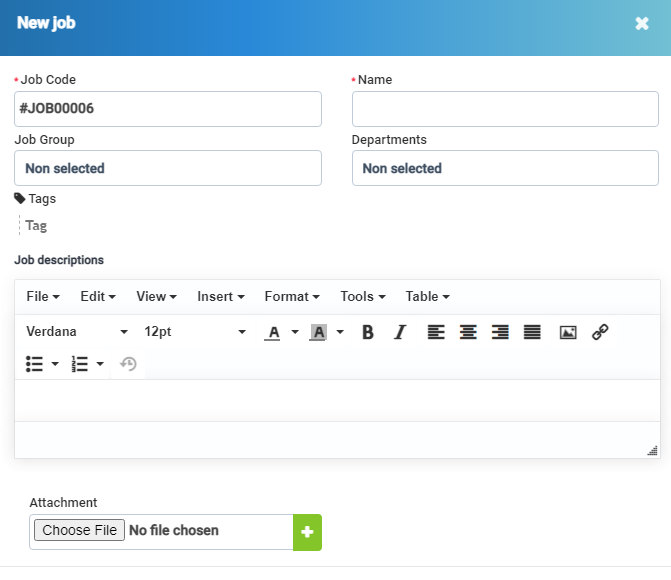 New job
* Job Code * Name
#JOB00006
Job Group Departments
Non selected Non selected
Tags
Tag
Job descriptions
File Edit View Insert Format Tools Table
Verdana 12pt A A B I
Attachment
Choose File No file chosen